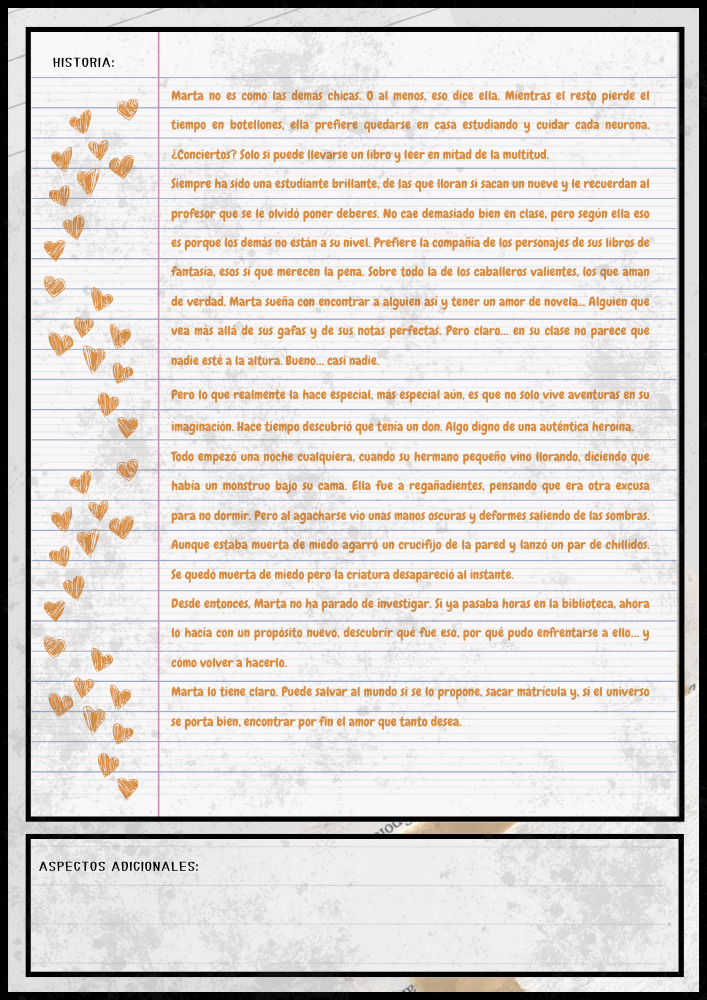 HISTORIA:
Marta no es como las demás chicas. O al menos, eso dice ella. Mientras el resto pierde el
tiempo en botellones, ella prefiere quedarse en casa estudiando y cuidar cada neurona.
¿Conciertos? Solo si puede llevarse un libro y leer en mitad de la multitud.
Siempre ha sido una estudiante brillante, de las que lloran si sacan un nueve y le recuerdan al
profesor que se le olvidó poner deberes. No cae demasiado bien en clase, pero según ella eso
es porque los demás no están a su nivel. Prefiere la compañía de los personajes de sus libros de
fantasía, esos sí que merecen la pena. Sobre todo la de los caballeros valientes, los que aman
de verdad. Marta sueña con encontrar a alguien así y tener un amor de novela... Alguien que
vea más allá de sus gafas y de sus notas perfectas. Pero claro... en su clase no parece que
nadie esté a la altura. Bueno... casi nadie.
Pero lo que realmente la hace especial, más especial aún, es que no solo vive aventuras en su
imaginación. Hace tiempo descubrió que tenía un don. Algo digno de una auténtica heroína.
Todo empezó una noche cualquiera, cuando su hermano pequeño vino llorando, diciendo que
había un monstruo bajo su cama. Ella fue a regañadientes, pensando que era otra excusa
para no dormir. Pero al agacharse vio unas manos oscuras y deformes saliendo de las sombras.
Aunque estaba muerta de miedo agarró un crucifijo de la pared y lanzó un par de chillidos.
Se quedó muerta de miedo pero la criatura desapareció al instante.
Desde entonces, Marta no ha parado de investigar. Si ya pasaba horas en la biblioteca, ahora
lo hacía con un propósito nuevo, descubrir qué fue eso, por qué pudo enfrentarse a ello... y
cómo volver a hacerlo.
Marta lo tiene claro. Puede salvar al mundo si se lo propone, sacar matrícula y, si el universo
se porta bien, encontrar por fin el amor que tanto desea.
ASPECTOS ADICIONALES: